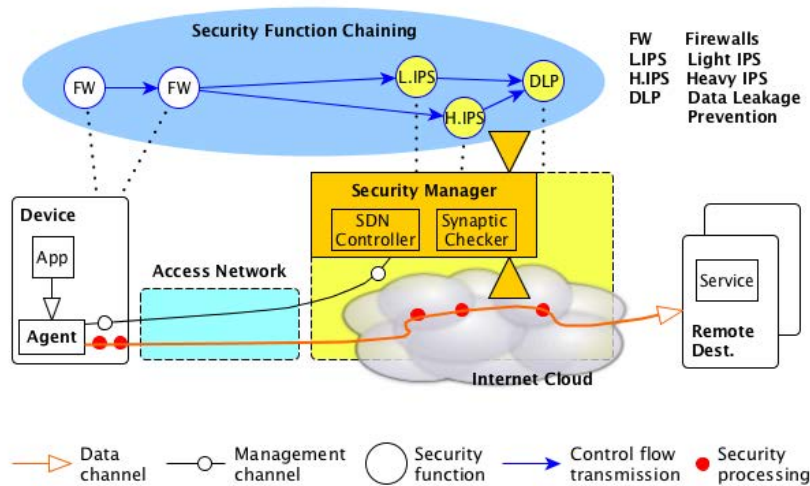 Security Function Chaining
FW
FW
L.IPS
H.IPS
DLP
FW Firewalls
L.IPS Light IPS
H.IPS Heavy IPS
DLP Data Leakage
Prevention
Device
App
Agent
Access Network
Security Manager
SDN
Controller
Synaptic
Checker
Internet Cloud
Service
Remote
Dest.
Data
channel
Management
channel
Security
function
Control flow
transmission
Security
processing